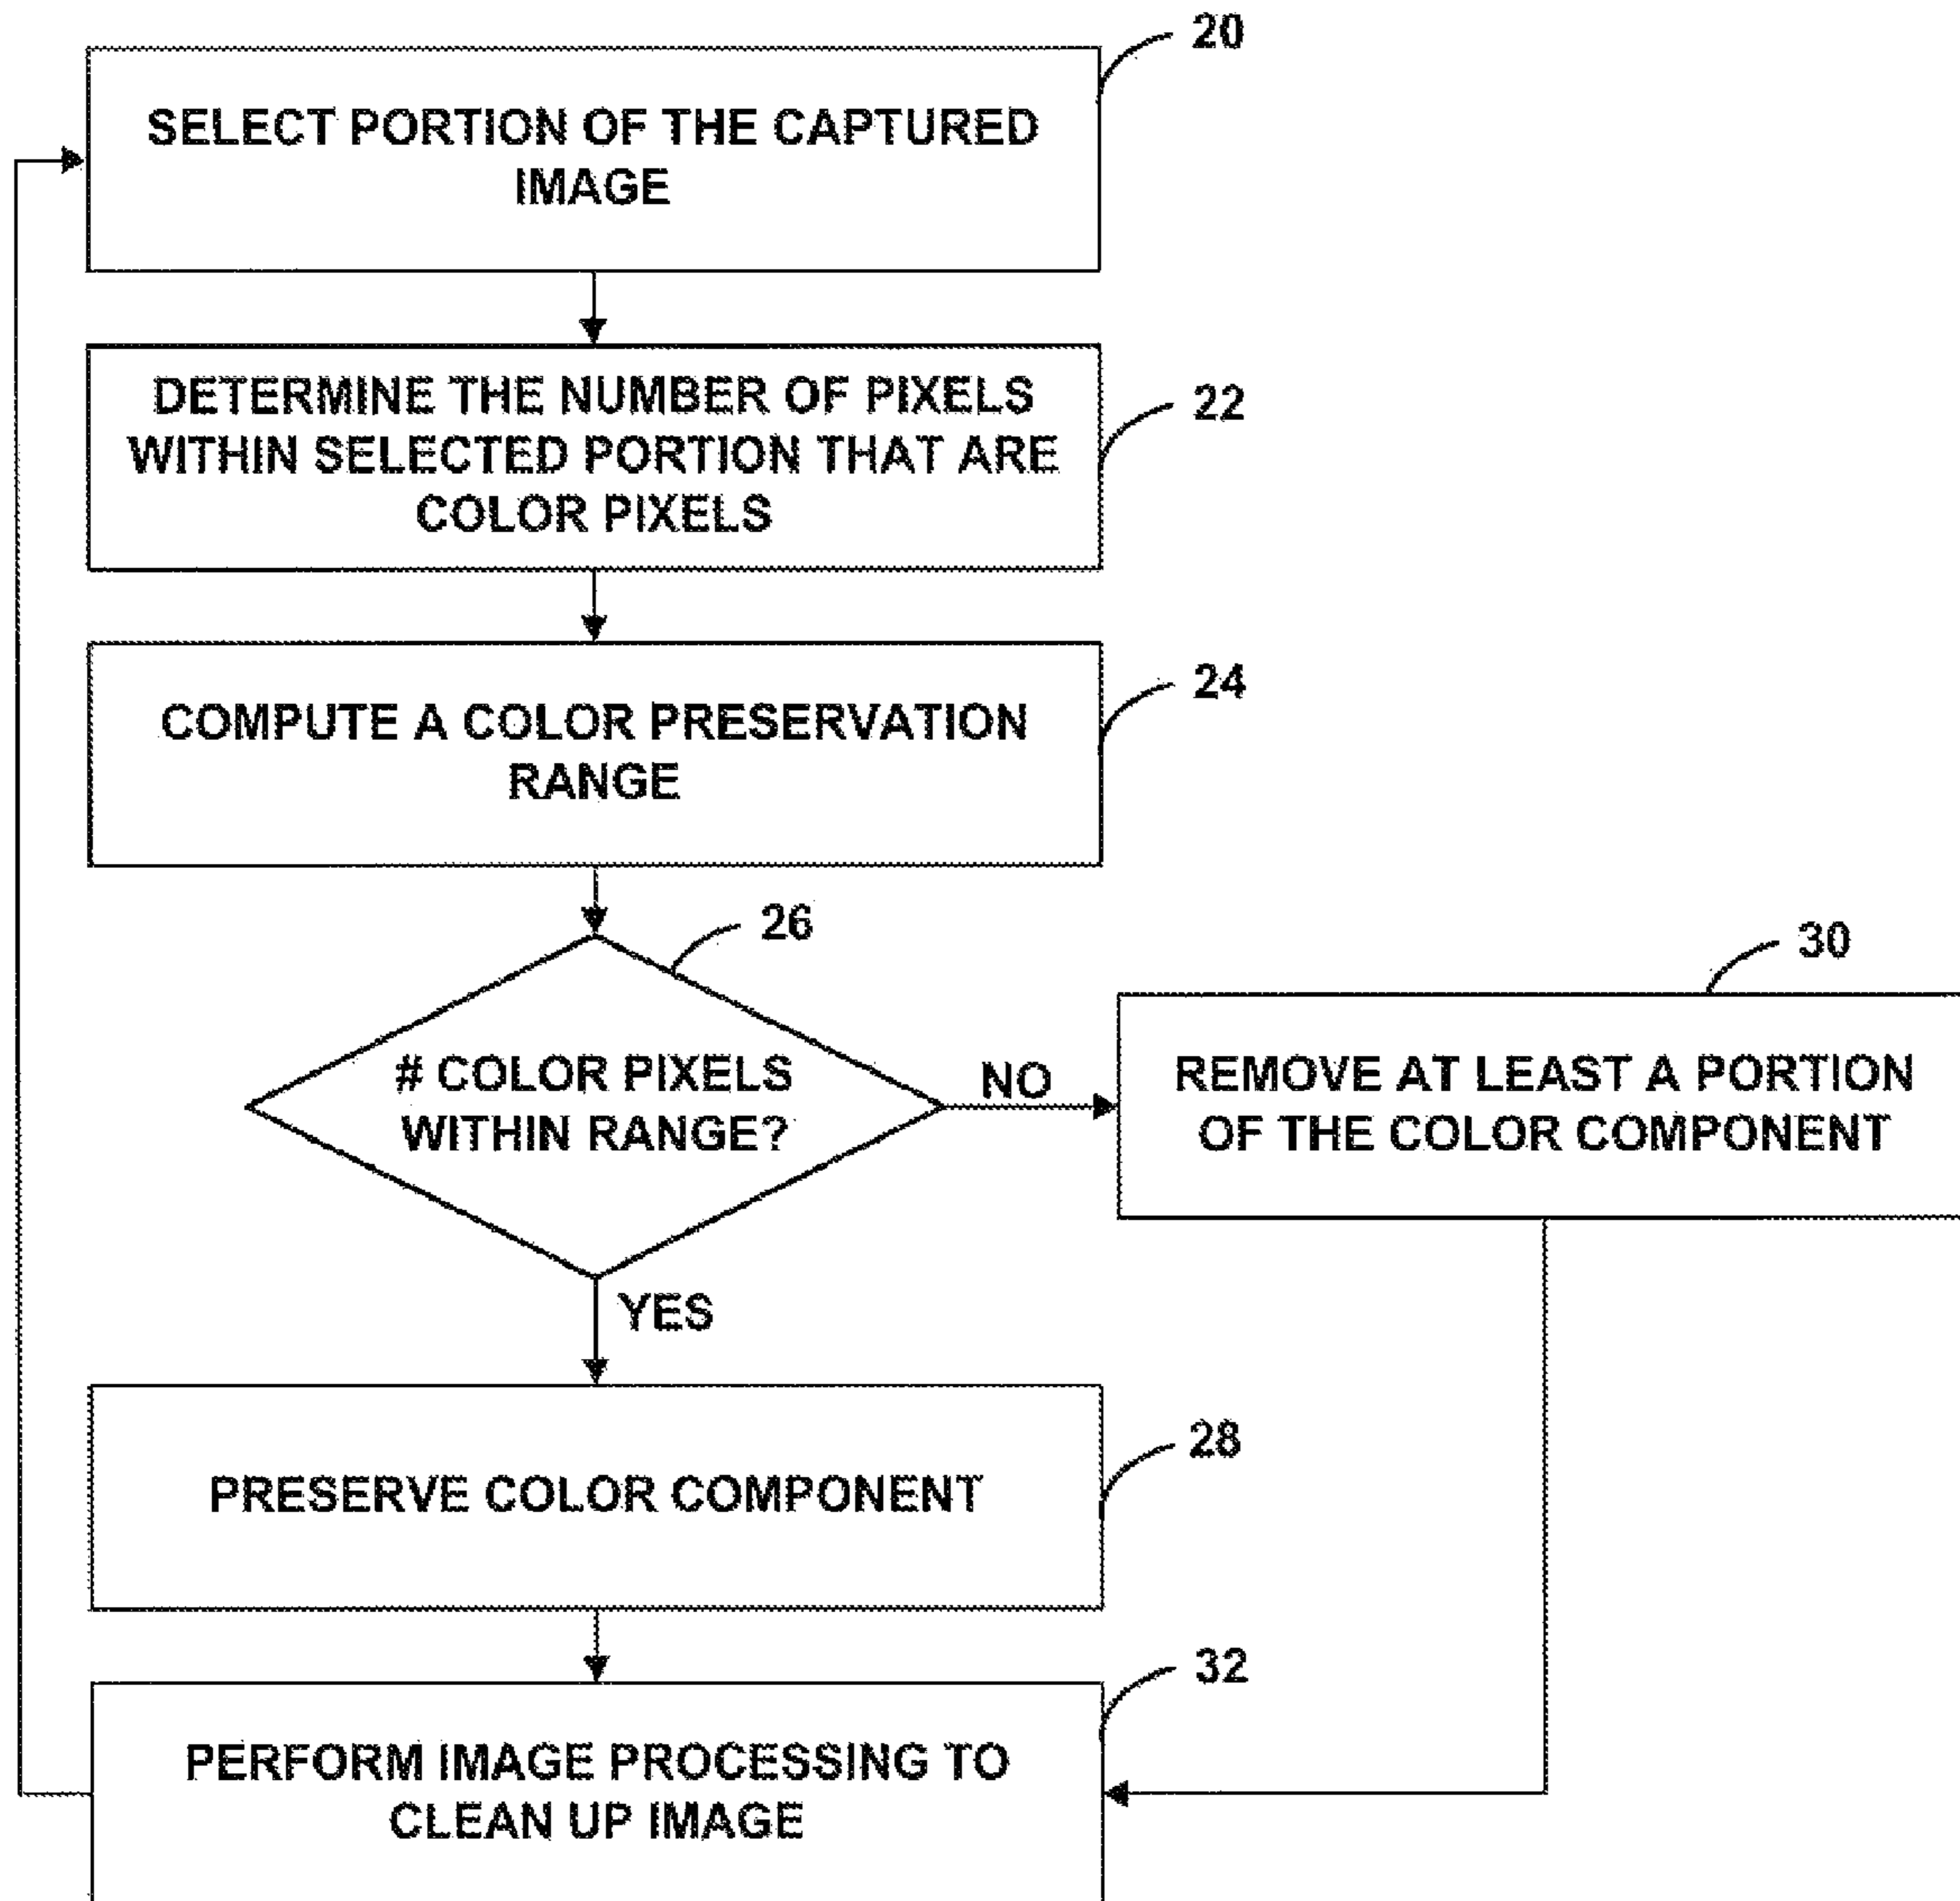 20
SELECT PORTION OF THE CAPTURED
IMAGE
DETERMINE THE NUMBER OF PIXELS
WITHIN SELECTED PORTION THAT ARE
COLOR PIXELS
22
COMPUTE A COLOR PRESERVATION
RANGE
24
26
# COLOR PIXELS
WITHIN RANGE?
NO
30
REMOVE AT LEAST A PORTION
OF THE COLOR COMPONENT
YES
PRESERVE COLOR COMPONENT
28
32
PERFORM IMAGE PROCESSING TO
CLEAN UP IMAGE